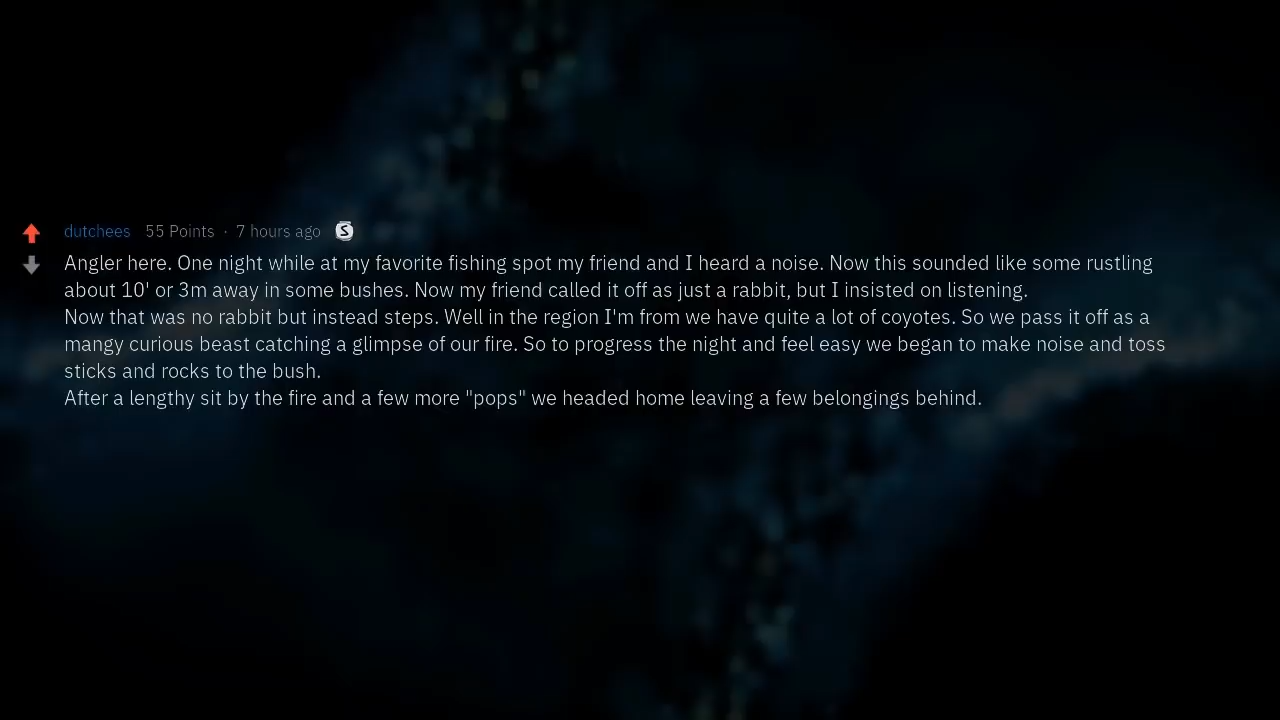 dutchees 55 Points · 7 hours ago S
Angler here. One night while at my favorite fishing spot my friend and I heard a noise. Now this sounded like some rustling
about 10' or 3m away in some bushes. Now my friend called it off as just a rabbit, but I insisted on listening.
Now that was no rabbit but instead steps. Well in the region I'm from we have quite a lot of coyotes. So we pass it off as a
mangy curious beast catching a glimpse of our fire. So to progress the night and feel easy we began to make noise and toss
sticks and rocks to the bush.
After a lengthy sit by the fire and a few more "pops" we headed home leaving a few belongings behind.